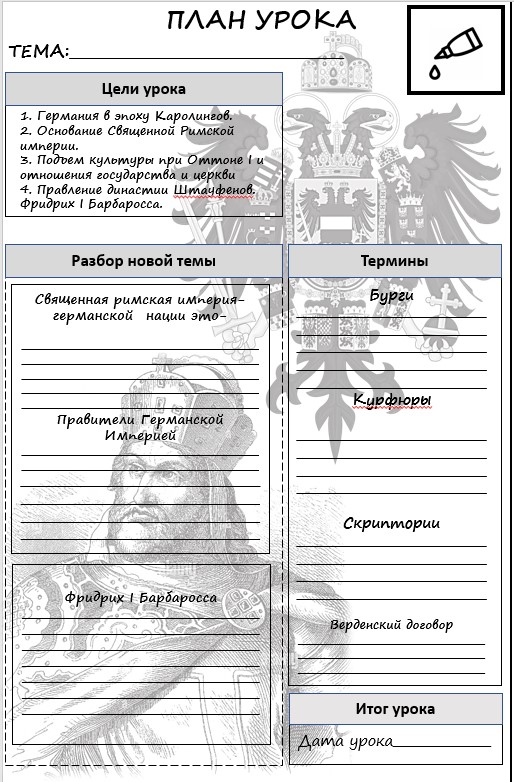 ПЛАН УРОКА
ТЕМА:
Цели урока
1. Германия в эпоху Каролингов.
2. Основание Священной Римской
империи.
3. Подъем культуры при Оттоне I и
отношения государства и церкви
4. Правление династии Штауфенов.
Фридрих I Барбаросса.
Разбор новой темы
Священная римская империя-
германской нации это-
Правители Германской
Империей
Фридрих I Барбаросса
Термины
Бурги
Курфюры
Скриптории
Верденский договор
Итог урока
Дата урока